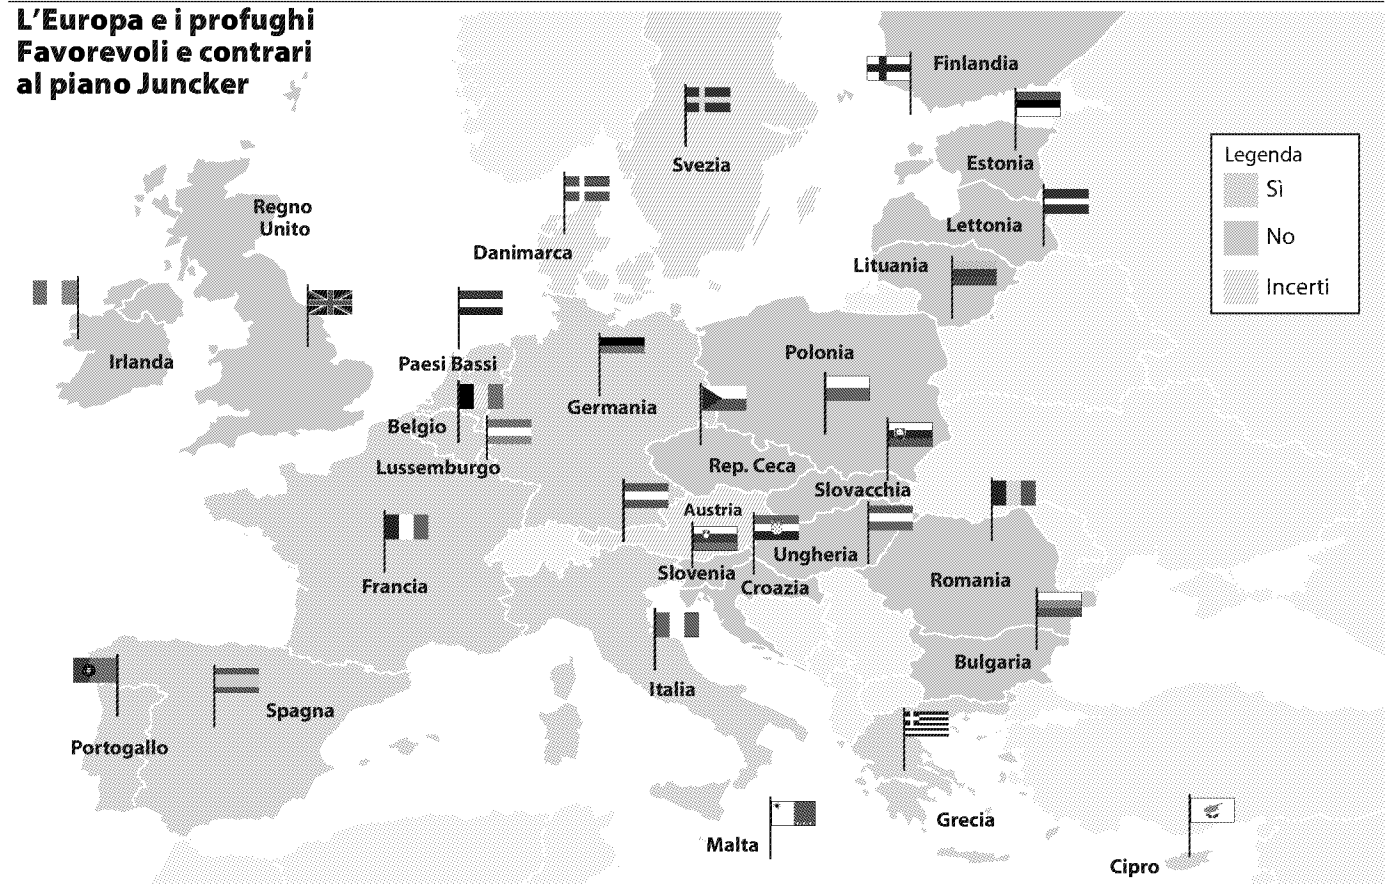 L'Europa e i profughi
Favorevoli e contrari
al piano Juncker
Finlandia
Svezia
Estonia
Legenda
Sì
No
Incerti
Regno
Unito
Lettonia
Danimarca
Lituania
Irlanda
Paesi Bassi
Polonia
Germania
Belgio
Lussemburgo
Rep. Ceca
Slovacchia
Austria
Ungheria
Slovenia
Croazia
Francia
Romania
Bulgaria
Italia
Spagna
Portogallo
Grecia
Malta
Cipro